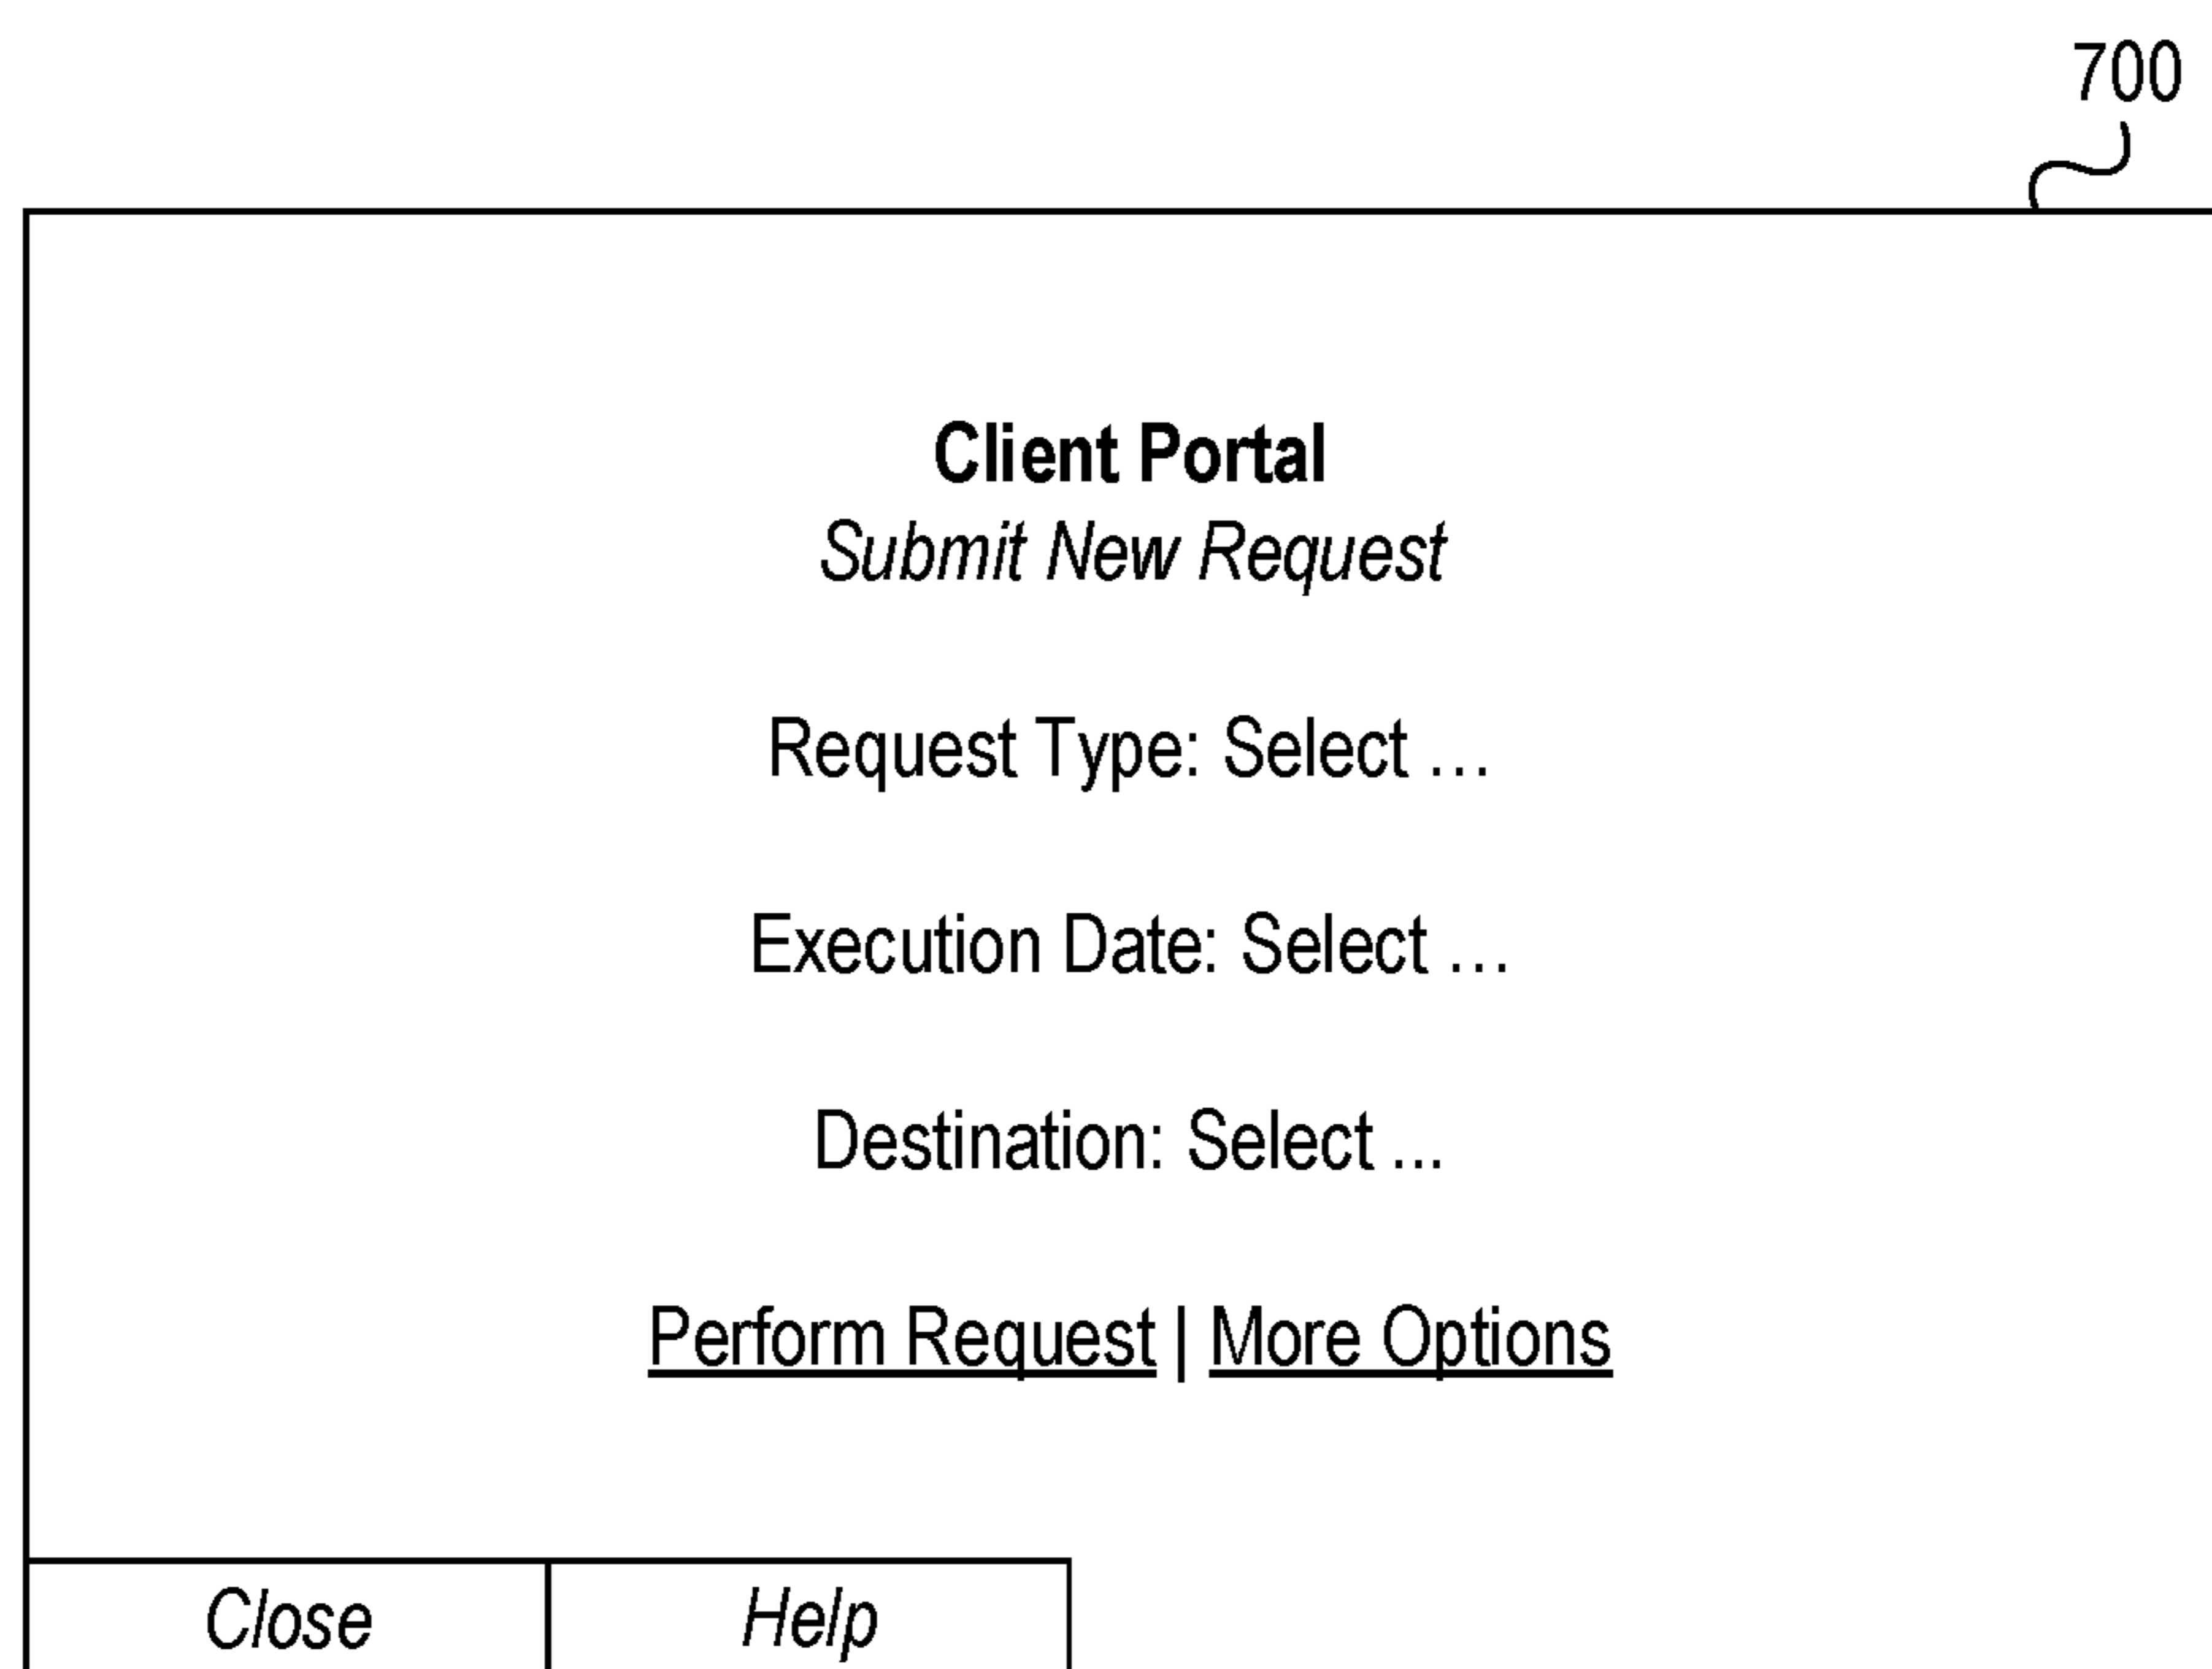 700
Client Portal
Submit New Request
Request Type: Select ...
Execution Date: Select ...
Destination: Select ...
Perform Request | More Options
Close
Help